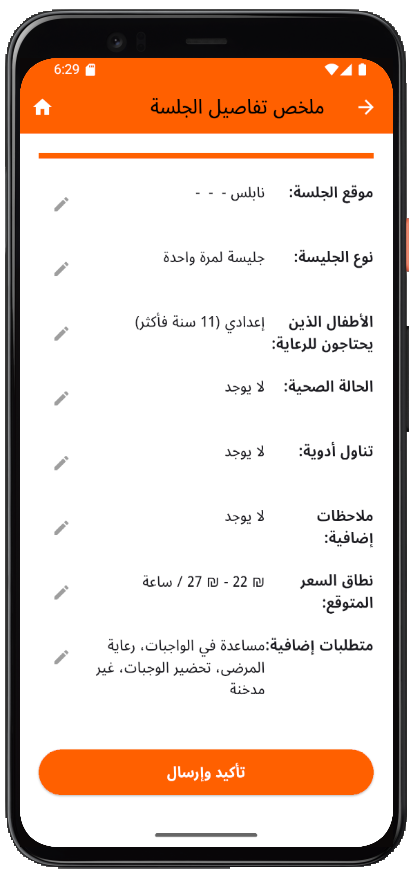 6:29
ملخص تفاصيل الجلسة
موقع الجلسة: نابلس - - -
نوع الجليسة: جليسة لمرة واحدة
الأطفال الذين إعدادي (11 سنة فأكثر)
يحتاجون للرعاية:
الحالة الصحية: لا يوجد
تناول أدوية: لا يوجد
ملاحظات لا يوجد
إضافية:
نطاق السعر ₪ 22 - ₪ 27 / ساعة
المتوقع:
متطلبات إضافية: مساعدة في الواجبات، رعاية
المرضى، تحضير الوجبات، غير
مدخنة
تأكيد وإرسال